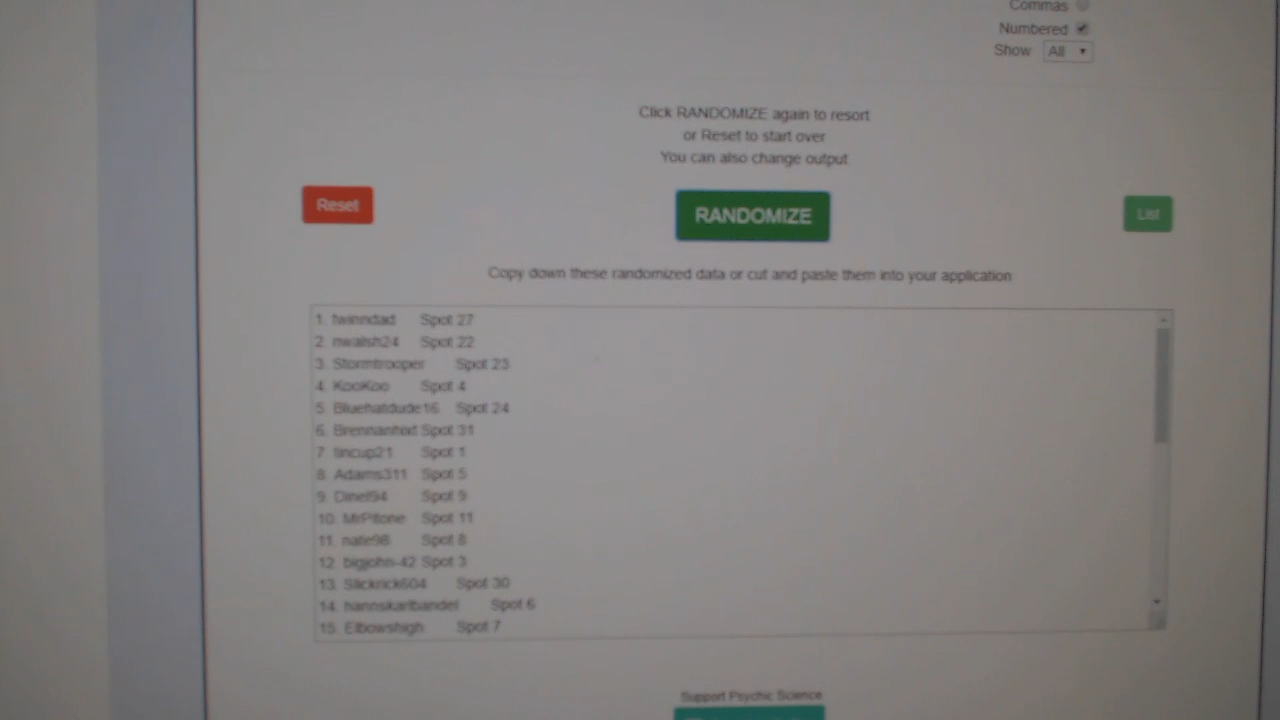 Commas
Numbered
Show All
Click RANDOMIZE again to resort
or Reset to start over
You can also change output
Reset
RANDOMIZE
List
Copy down these randomized data or cut and paste them into your application
1. twinndad Spot 27
2. nwalsh24 Spot 22
3. Stormtrooper Spot 23
4. KooKoo Spot 4
5. Bluehatdude16 Spot 24
6. Spot 31
7. tincup21 Spot 1
8. Adams311 Spot 5
9. Spot 9
10. Spot 11
11. nate98 Spot 8
12. bigjohn-42 Spot 3
13. Slickrick604 Spot 30
14. hannskarlbandel Spot 6
15. Elbowshigh Spot 7
Support Psychic Science